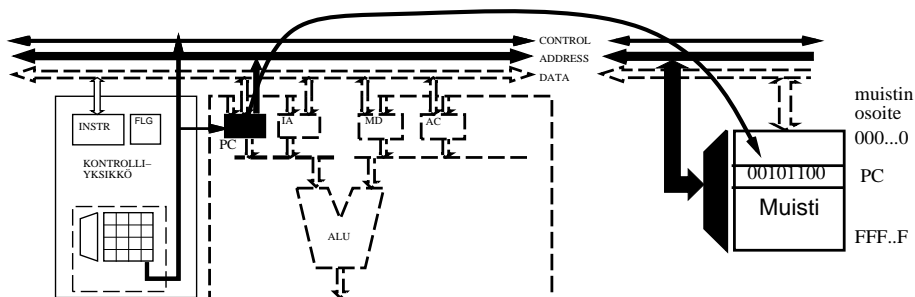 CONTROL
ADDRESS
DATA
INSTR
FLG
KONTROLLI–
YKSIKKÖ
PC
IA
MD
AC
ALU
muistin
osoite
000...0
00101100
PC
Muisti
FFF..F